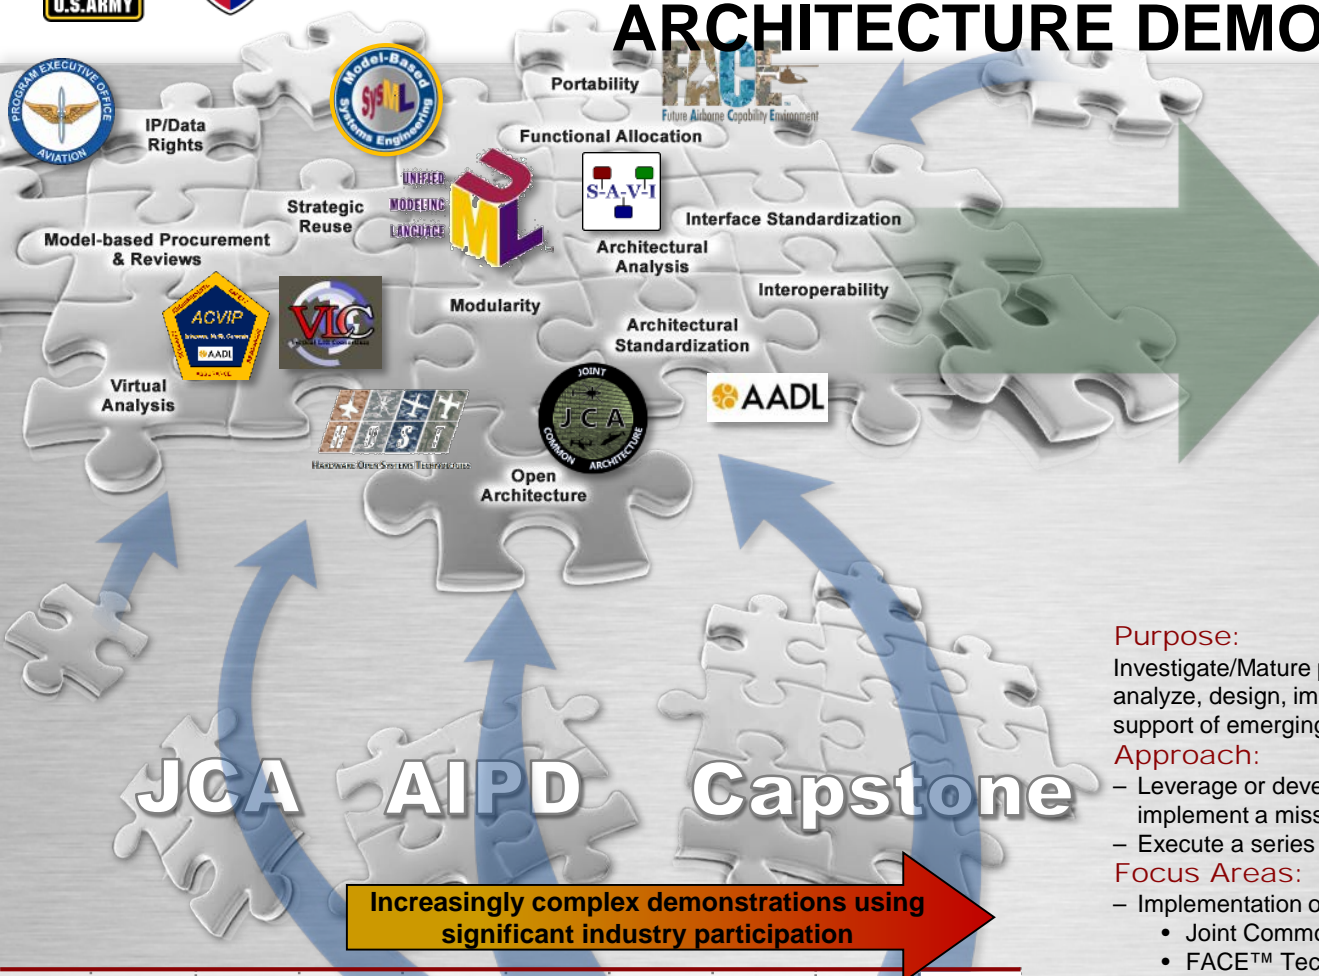 U.S.ARMY
ARCHITECTURE DEMO
PROGRAM EXECUTIVE OFFICE
AVIATION
IP/Data
Rights
Model-Based
SysML
Systems Engineering
Portability
FACE
Future Airborne Capability Environment
Functional Allocation
UNIFIED
MODELING
LANGUAGE
UML
S-A-V-I
Strategic
Reuse
Interface Standardization
Model-based Procurement
& Reviews
Architectural
Analysis
Interoperability
Modularity
ACVIP
AADL
VLC
Architectural
Standardization
Virtual
Analysis
HOST
HARDWARE OPEN SYSTEMS TECHNOLOGIES
JOINT
JCA
COMMON ARCHITECTURE
AADL
Open
Architecture
Purpose:
Investigate/Mature
analyze, design, im
support of emerging
Approach:
– Leverage or deve
implement a miss
– Execute a series
Focus Areas:
– Implementation o
• Joint Commo
• FACE™ Tec
JCA AIPD Capstone
Increasingly complex demonstrations using
significant industry participation